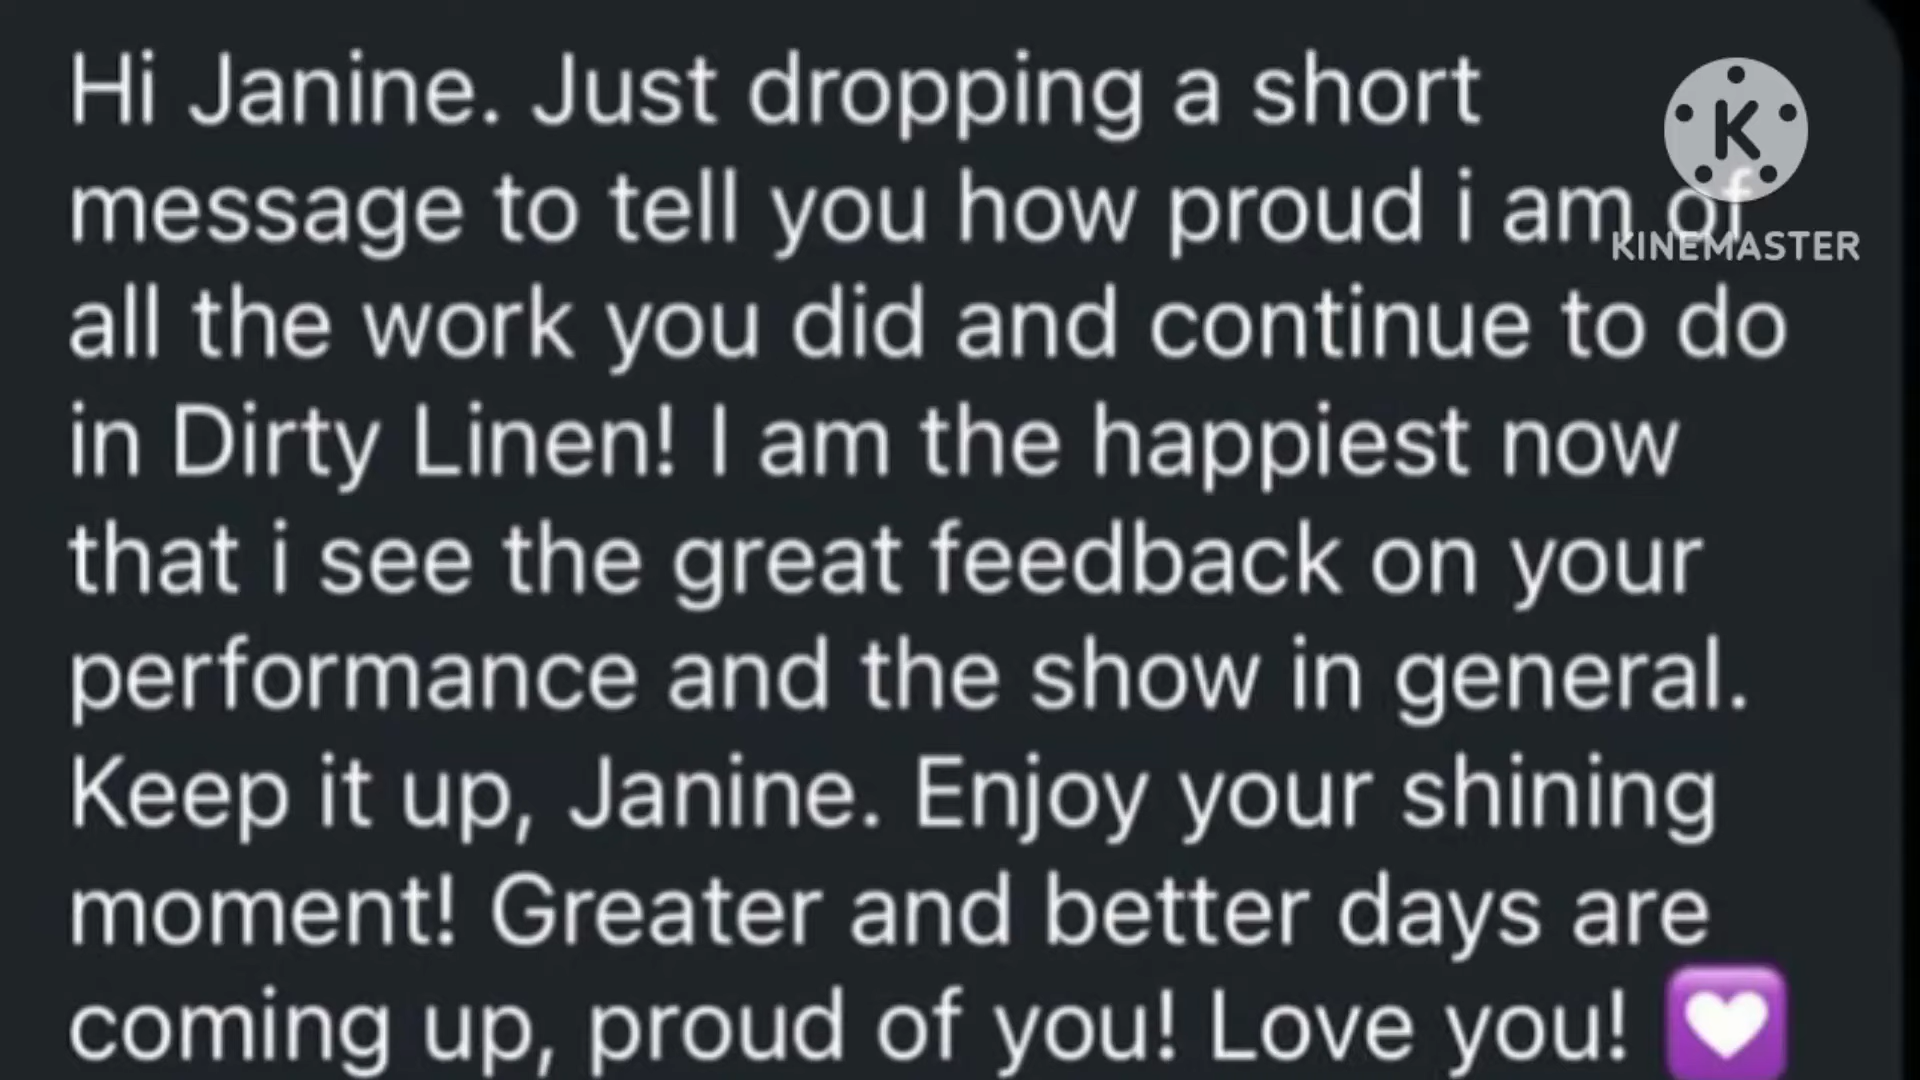 Hi Janine. Just dropping a short
message to tell you how proud i am of
all the work you did and continue to do
in Dirty Linen! I am the happiest now
that i see the great feedback on your
performance and the show in general.
Keep it up, Janine. Enjoy your shining
moment! Greater and better days are
coming up, proud of you! Love you! 💟
K
KINEMASTER